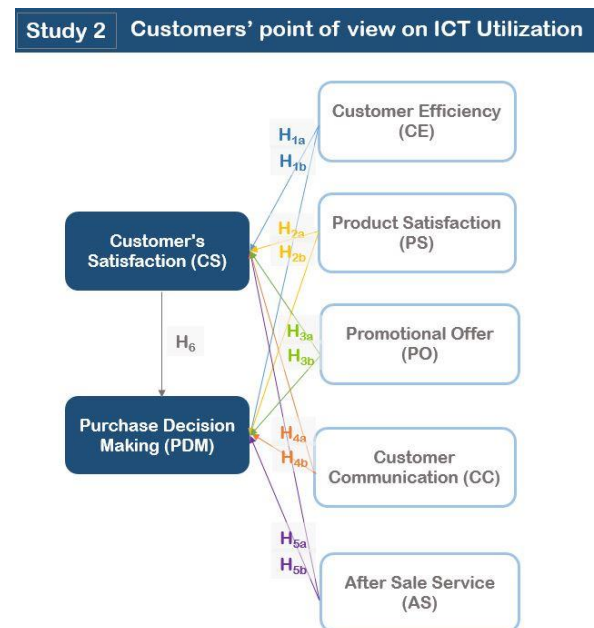 Study 2 Customers' point of view on ICT Utilization
Customer Efficiency
(CE)
H1a
H1b
Product Satisfaction
(PS)
H2a
H2b
Customer's
Satisfaction (CS)
Promotional Offer
(PO)
H3a
H3b
H6
Purchase Decision
Making (PDM)
Customer
Communication (CC)
H4a
H4b
H5a
H5b
After Sale Service
(AS)